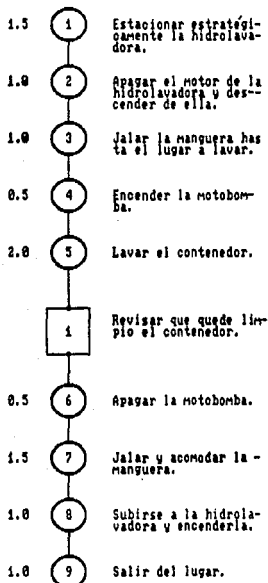 1.5 1 Estacionar estratégi-
camente la hidrolava-
dora.
1.0 2 Apagar el motor de la
hidrolavadora y des--
cender de ella.
1.0 3 Jalar la manguera has
ta el lugar a lavar.
0.5 4 Encender la motobom-
ba.
2.0 5 Lavar el contenedor.
1 Revisar que quede lim-
pio el contenedor.
0.5 6 Apagar la motobomba.
1.5 7 Jalar y acomodar la -
manguera.
1.0 8 Subirse a la hidrola-
vadora y encenderla.
1.0 9 Salir del lugar.